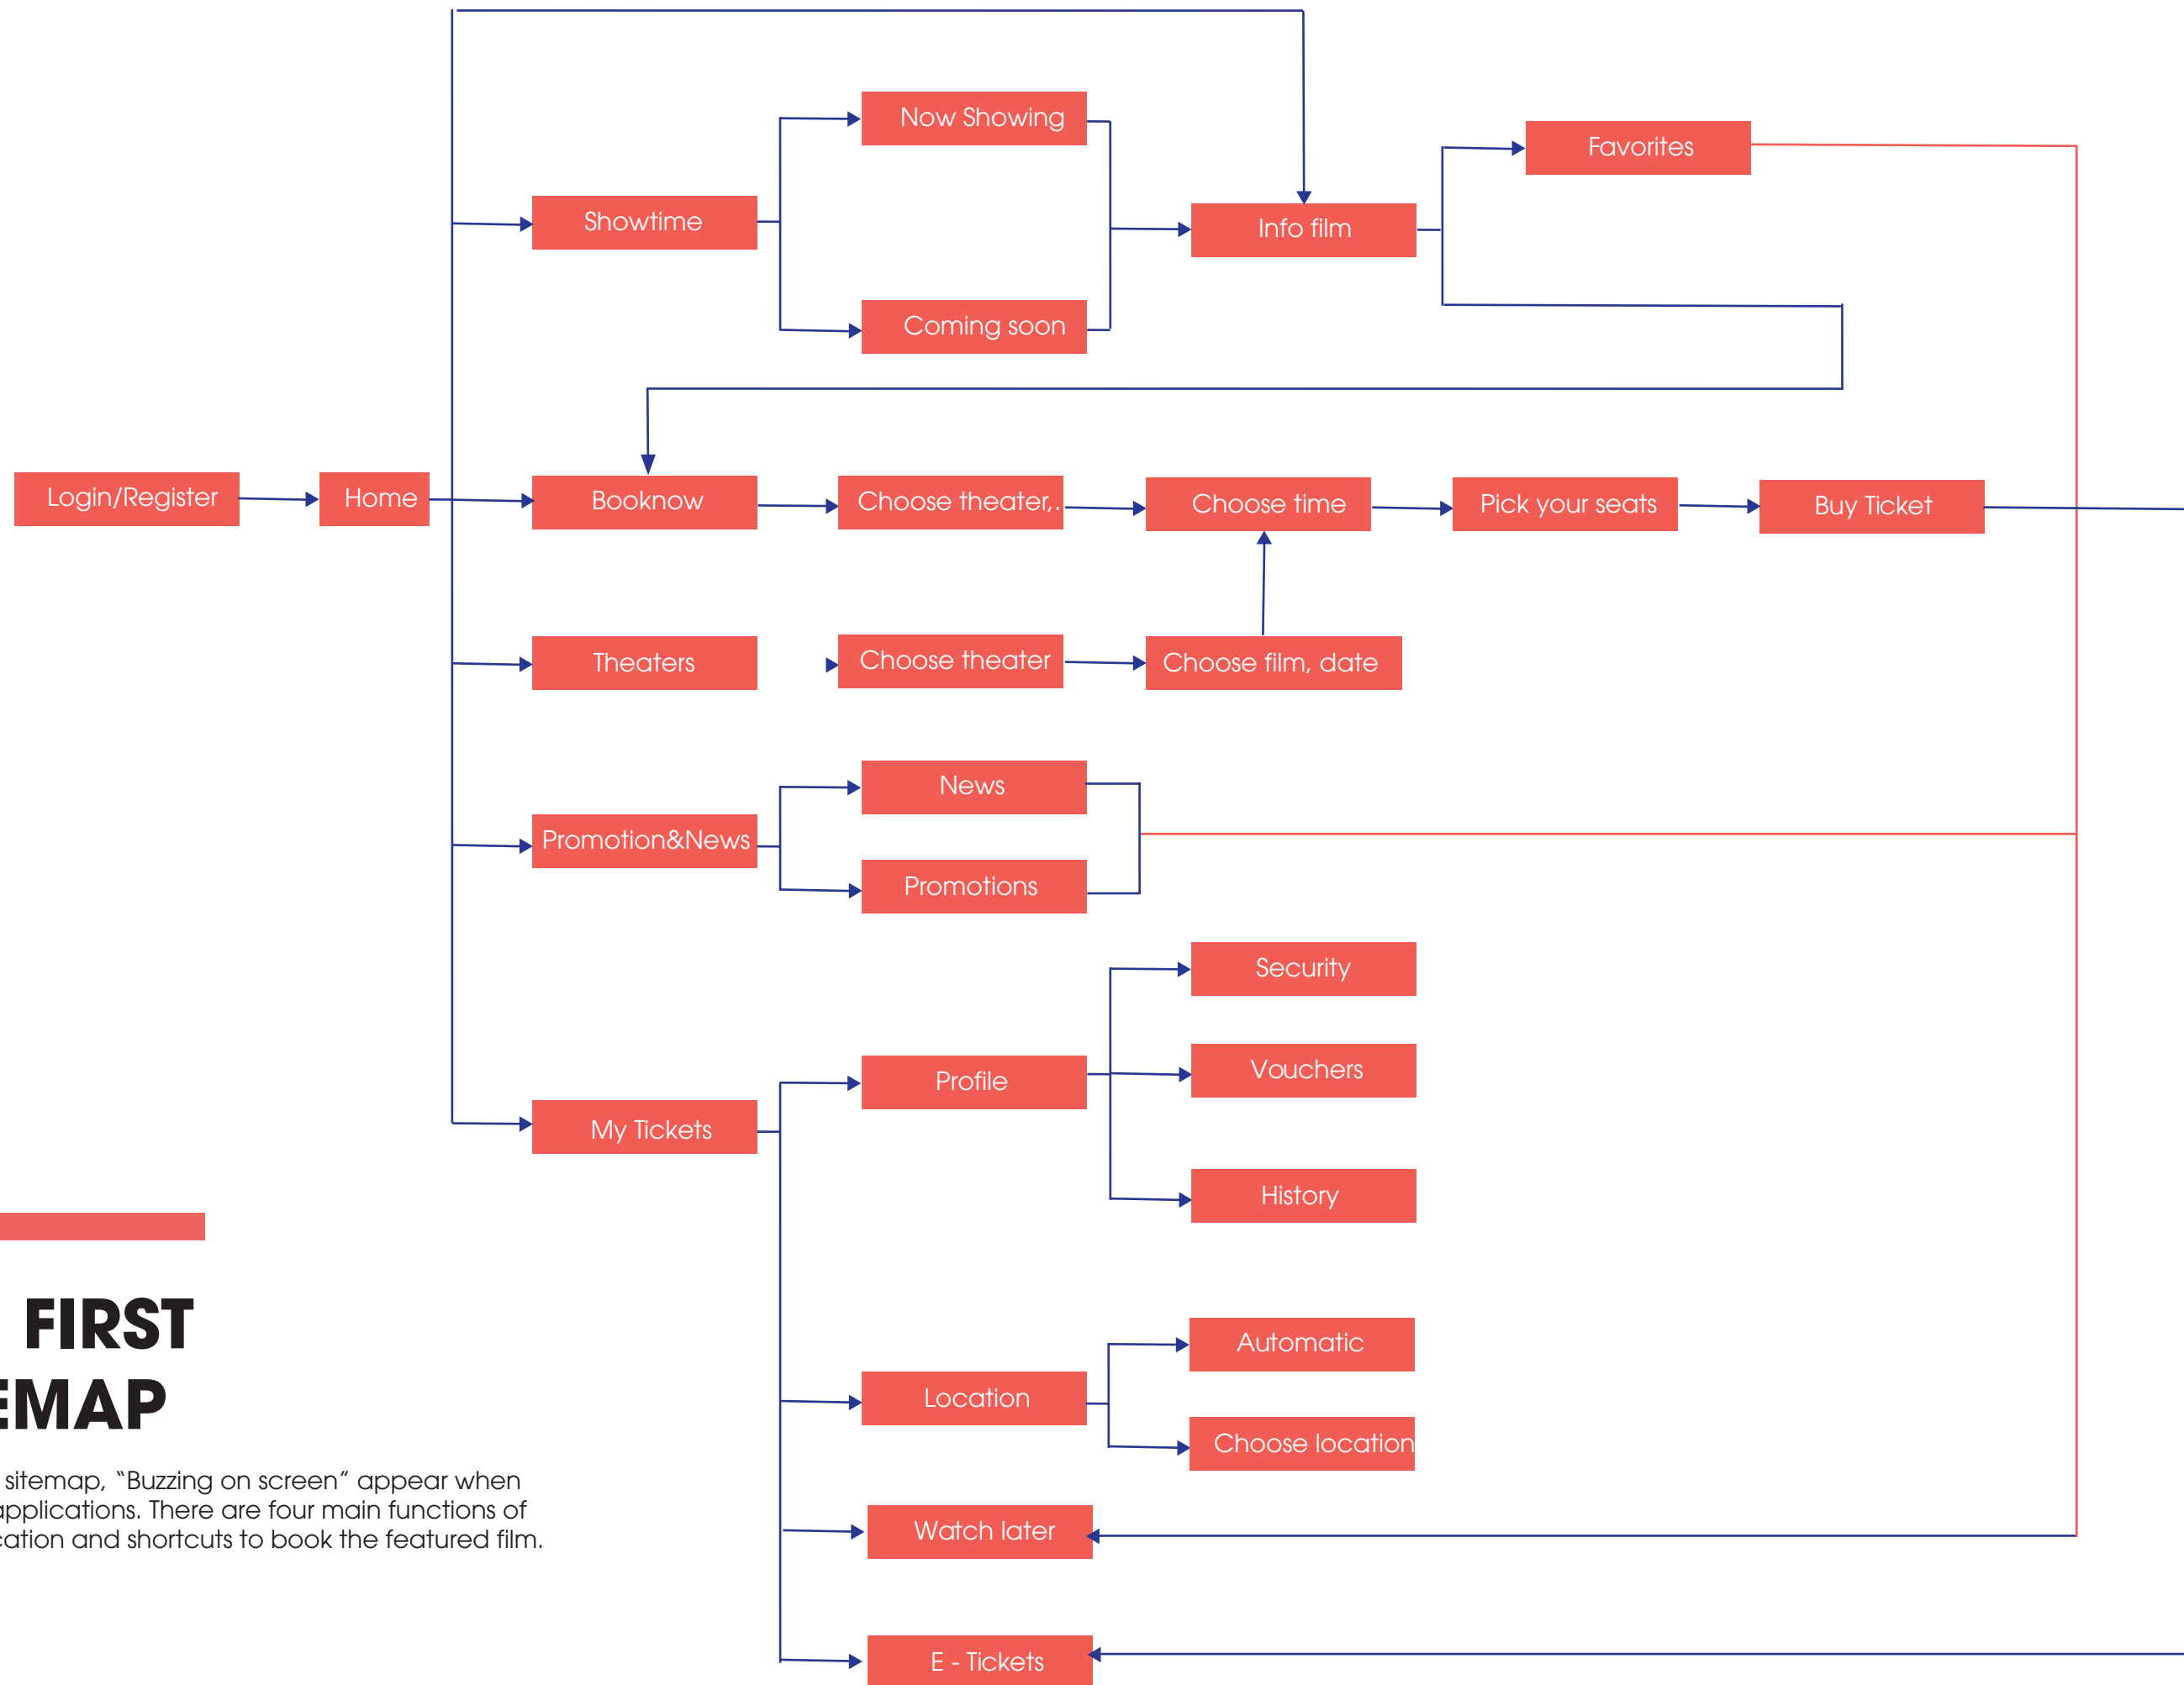 Now Showing
Favorites
Showtime
Info film
Coming soon
Login/Register
Home
Booknow
Choose theater,.
Choose time
Pick your seats
Buy Ticket
Theaters
Choose theater
Choose film, date
News
Promotion&News
Promotions
Security
Vouchers
Profile
My Tickets
History
Automatic
Location
Choose location
Watch later
E - Tickets
FIRST
EMAP
sitemap, “Buzzing on screen” appear when
applications. There are four main functions of
cation and shortcuts to book the featured film.